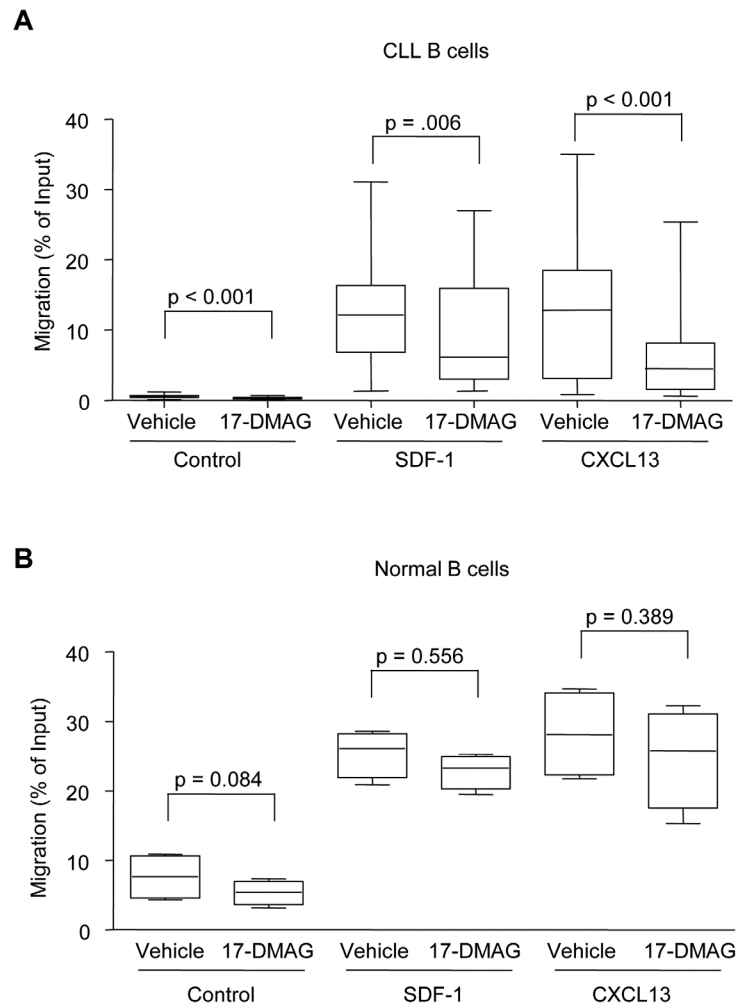 A
CLL B cells
p < 0.001
p = .006
p < 0.001
Migration (% of Input)
40
30
20
10
0
Vehicle 17-DMAG Vehicle 17-DMAG Vehicle 17-DMAG
Control SDF-1 CXCL13
B
Normal B cells
p = 0.389
p = 0.556
p = 0.084
Migration (% of Input)
40
30
20
10
0
Vehicle 17-DMAG Vehicle 17-DMAG Vehicle 17-DMAG
Control SDF-1 CXCL13